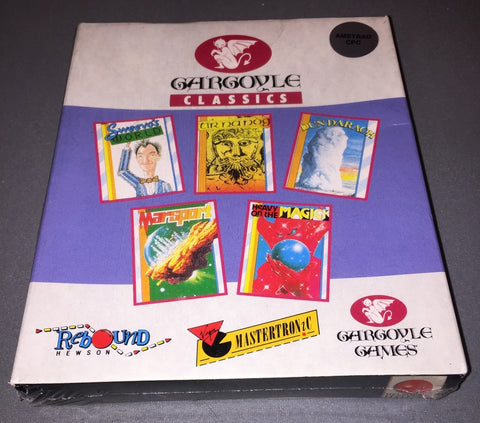 AMSTRAD
CPC
GARGOYLE
CLASSICS
Sweevo's
WORLD
TIR NA NOG
DUN DARACH
Marsport
HEAVY
ON THE MAGICK
REBOUND
HEWSON
Virgin
MASTERTRONIC
GARGOYLE
GAMES